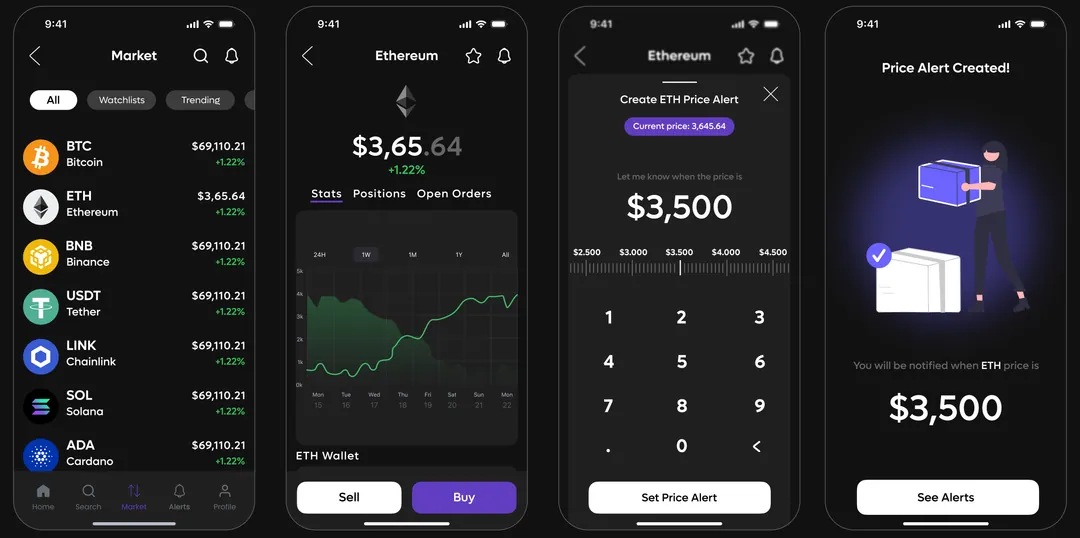 9:41
Market
All
Watchlists
Trending
BTC
$69,110.21
Bitcoin
+1.22%
ETH
$3,65.64
Ethereum
+1.22%
BNB
$69,110.21
Binance
+1.22%
USDT
$69,110.21
Tether
+1.22%
LINK
$69,110.21
Chainlink
+1.22%
SOL
$69,110.21
Solana
+1.22%
ADA
$69,110.21
Cardano
+1.22%
Home
Search
Market
Alerts
Profile
9:41
Ethereum
$3,65.64
+1.22%
Stats Positions Open Orders
24H 1W 1M 1Y All
5k
4k
3k
2k
1k
0k
Mon Tue Wed Thu Fri Sat Sun Mon
15 16 17 18 19 20 21 22
ETH Wallet
Sell
Buy
9:41
Ethereum
Create ETH Price Alert
Current price: 3,645.64
Let me know when the price is
$3,500
$2.500 $3.000 $3.500 $4.000 $4.500
1 2 3
4 5 6
7 8 9
. 0 <
Set Price Alert
9:41
Price Alert Created!
You will be notified when ETH price is
$3,500
See Alerts